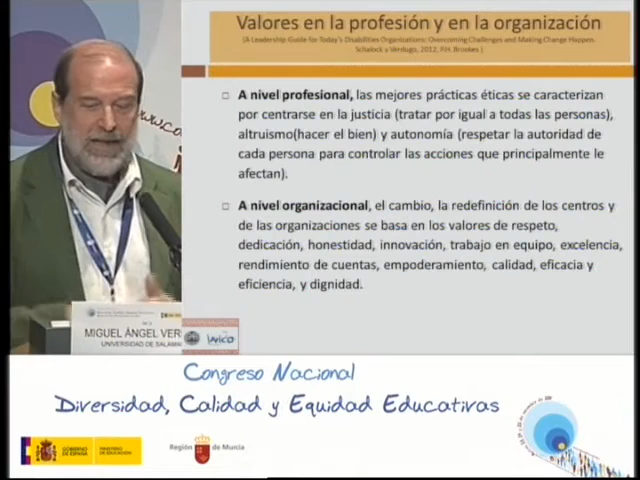 Valores en la profesión y en la organización
(A Leadership Guide for Today's Disabilities Organizations: Overcoming Challenges and Making Change Happen.
Schalock y Verdugo, 2012, P.H. Brookes )
A nivel profesional, las mejores prácticas éticas se caracterizan
por centrarse en la justicia (tratar por igual a todas las personas),
altruismo(hacer el bien) y autonomía (respetar la autoridad de
cada persona para controlar las acciones que principalmente le
afectan).
A nivel organizacional, el cambio, la redefinición de los centros y
de las organizaciones se basa en los valores de respeto,
dedicación, honestidad, innovación, trabajo en equipo, excelencia,
rendimiento de cuentas, empoderamiento, calidad, eficacia y
eficiencia, y dignidad.
MIGUEL ÁNGEL VER
UNIVERSIDAD DE SALAMA
inico
Congreso Nacional
Diversidad, Calidad y Equidad Educativas
GOBIERNO
DE ESPAÑA
MINISTERIO
DE EDUCACIÓN
Región de Murcia